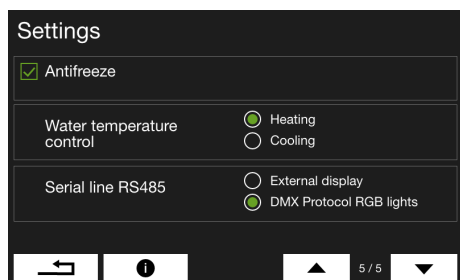 Settings
Antifreeze
Water temperature
control
Heating
Cooling
Serial line RS485
External display
DMX Protocol RGB lights
5 / 5